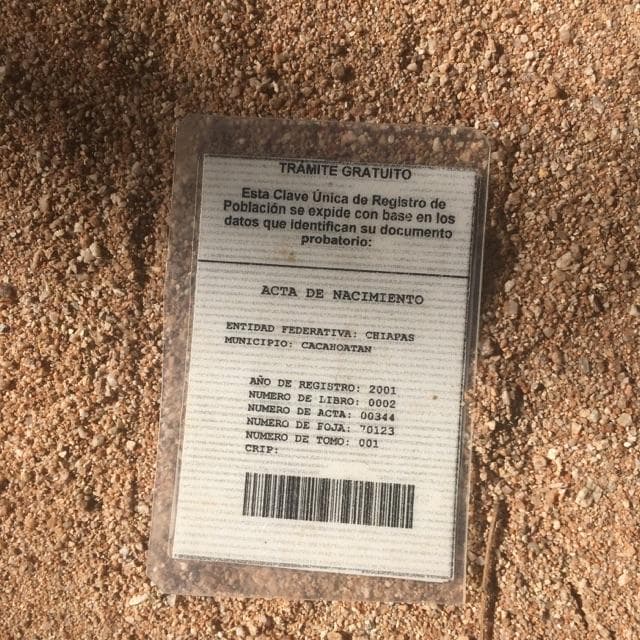 TRÁMITE GRATUITO
Esta Clave Única de Registro de
Población se expide con base en los
datos que identifican su documento
probatorio:
ACTA DE NACIMIENTO
ENTIDAD FEDERATIVA: CHIAPAS
MUNICIPIO: CACAHOATAN
AÑO DE REGISTRO: 2001
NUMERO DE LIBRO: 0002
NUMERO DE ACTA: 00344
NUMERO DE FOJA:
NUMERO DE TOMO: 001
CRIP: